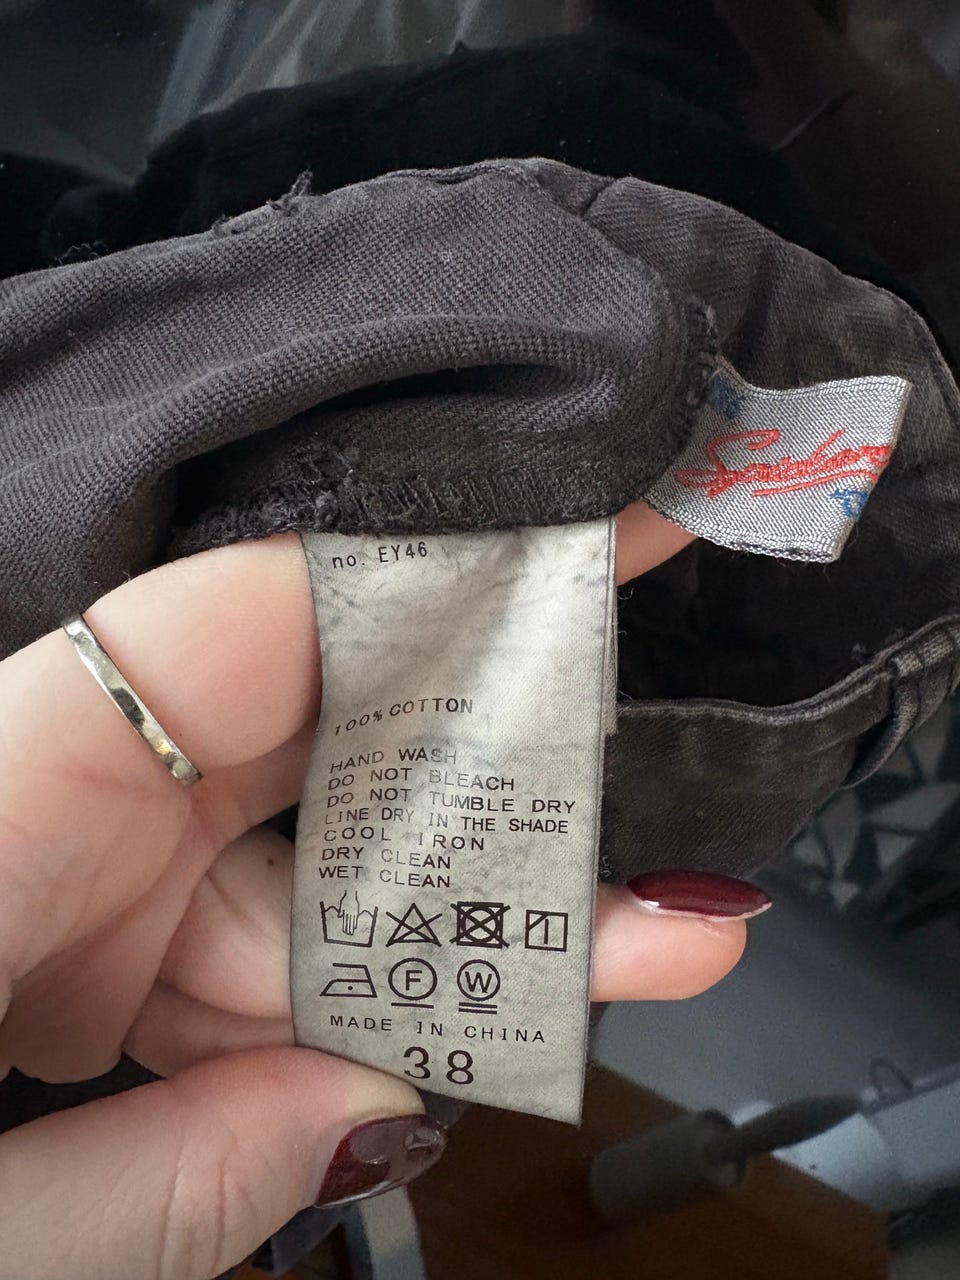 no. EY46
100% COTTON
HAND WASH
DO NOT BLEACH
DO NOT TUMBLE DRY
LINE DRY IN THE SHADE
COOL IRON
DRY CLEAN
WET CLEAN
F W
MADE IN CHINA
38